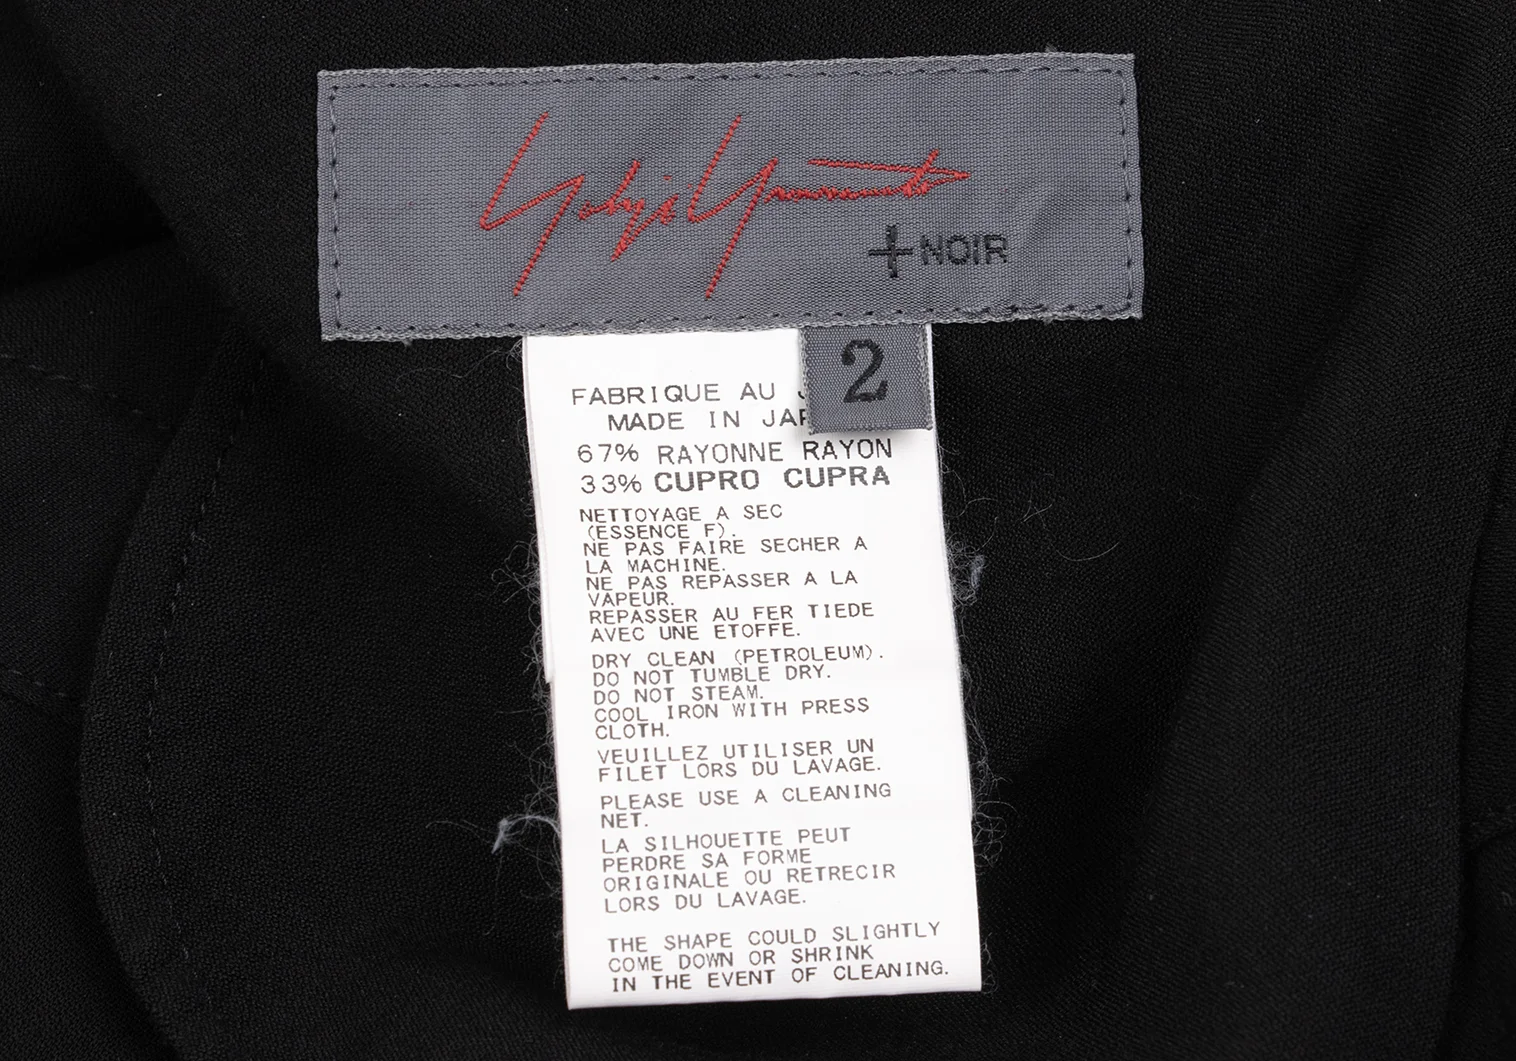 Yohji Yamamoto
+NOIR
2
FABRIQUE AU
MADE IN
67% RAYONNE RAYON
33% CUPRO CUPRA
NETTOYAGE A SEC
(ESSENCE F).
NE PAS FAIRE SECHER A
LA MACHINE.
NE PAS REPASSER A LA
VAPEUR.
REPASSER AU FER TIEDE
AVEC UNE ETOFFE.
DRY CLEAN (PETROLEUM).
DO NOT TUMBLE DRY.
DO NOT STEAM.
COOL IRON WITH PRESS
CLOTH.
VEUILLEZ UTILISER UN
FILET LORS DU LAVAGE.
PLEASE USE A CLEANING
NET.
LA SILHOUETTE PEUT
PERDRE SA FORME
ORIGINALE OU RETRECIR
LORS DU LAVAGE.
THE SHAPE COULD SLIGHTLY
COME DOWN OR SHRINK
IN THE EVENT OF CLEANING.